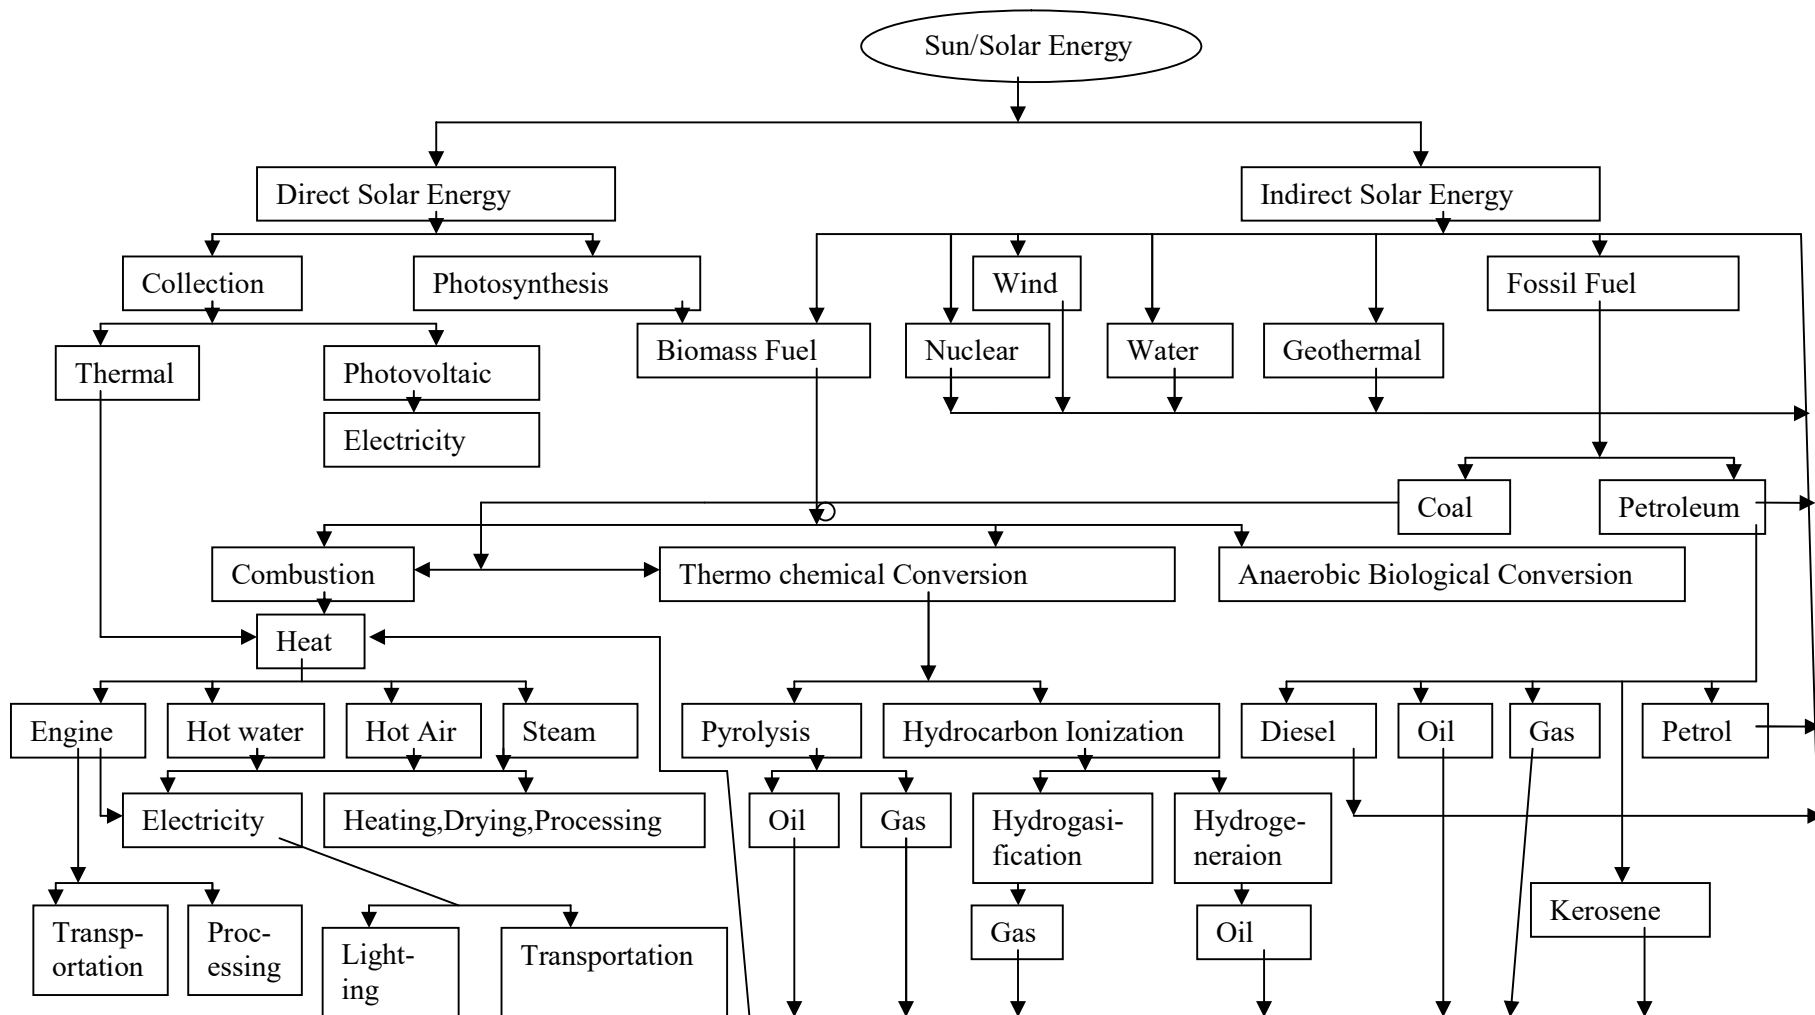 Sun/Solar Energy
Direct Solar Energy
Indirect Solar Energy
Collection
Photosynthesis
Wind
Fossil Fuel
Thermal
Photovoltaic
Biomass Fuel
Nuclear
Water
Geothermal
Electricity
Coal
Petroleum
Combustion
Thermo chemical Conversion
Anaerobic Biological Conversion
Heat
Engine
Hot water
Hot Air
Steam
Pyrolysis
Hydrocarbon Ionization
Diesel
Oil
Gas
Petrol
Electricity
Heating,Drying,Processing
Oil
Gas
Hydrogasi-
fication
Hydroge-
neraion
Transp-
ortation
Proc-
essing
Light-
ing
Transportation
Gas
Oil
Kerosene